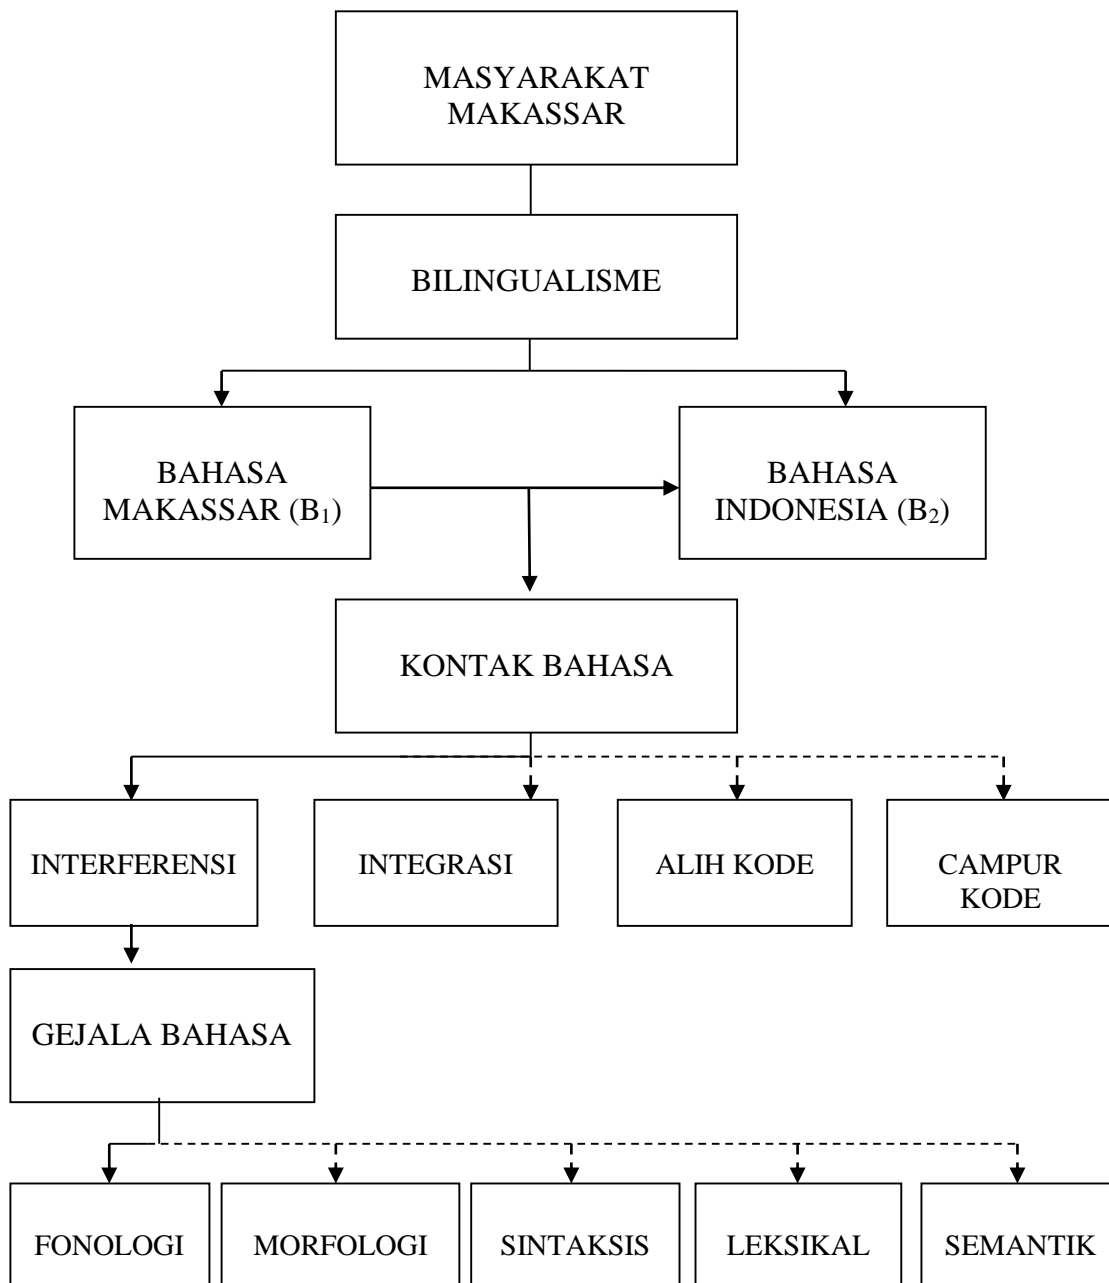 MASYARAKAT
MAKASSAR
BILINGUALISME
BAHASA
MAKASSAR (B₁)
BAHASA
INDONESIA (B₂)
KONTAK BAHASA
INTERFERENSI
INTEGRASI
ALIH KODE
CAMPUR
KODE
GEJALA BAHASA
FONOLOGI
MORFOLOGI
SINTAKSIS
LEKSIKAL
SEMANTIK